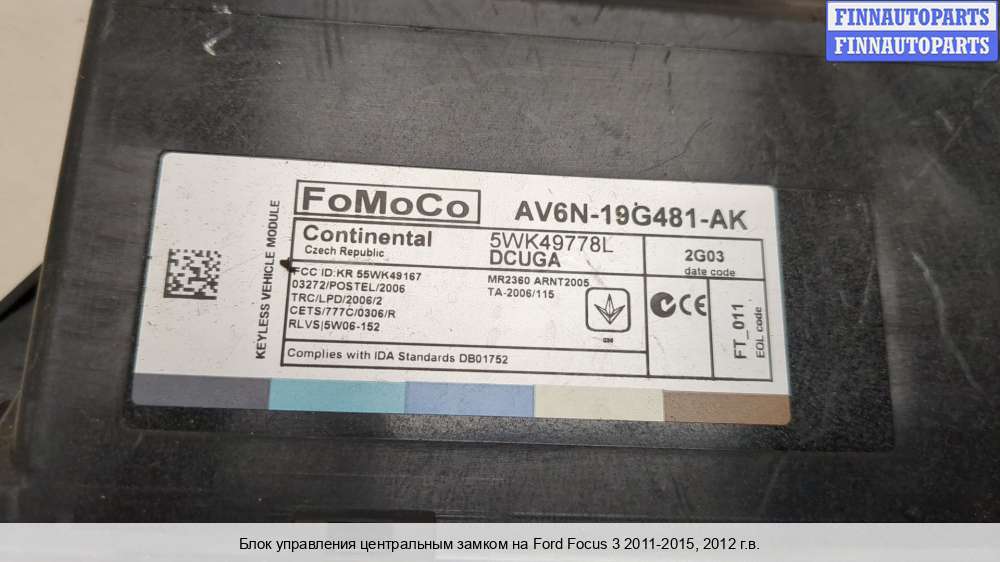 FINNAUTOPARTS
FINNAUTOPARTS
KEYLESS VEHICLE MODULE
FoMoCo
AV6N-19G481-AK
Continental
Czech Republic
5WK49778L
DCUGA
2G03
date code
FCC ID:KR 55WK49167
03272/POSTEL/2006
TRC/LPD/2006/2
CETS/777C/0306/R
RLVS|5W06-152
MR2360 ARNT2005
TA-2006/115
CE
FT_011
EOL code
Complies with IDA Standards DB01752
Блок управления центральным замком на Ford Focus 3 2011-2015, 2012 г.в.